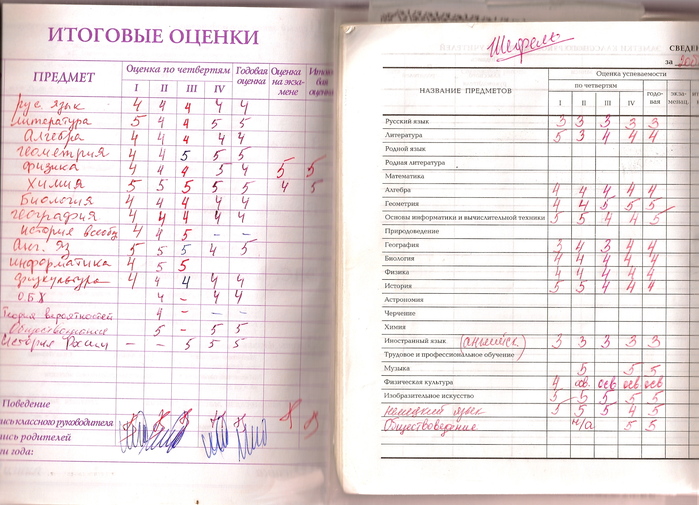 ИТОГОВЫЕ ОЦЕНКИ
ПРЕДМЕТ Оценка по четвертям Годовая оценка Оценка на экзамене
I II III IV
рус. язык 4 4 4 4 4
литература 5 4 4 5 5
Алгебра 4 4 4 4 4
геометрия 4 4 5 5 5
физика 4 4 4 5 4 5 5
химия 5 5 5 5 5 4 5
Биология 4 4 4 4 4
география 4 4 4 4 4
история всеобщ 4 4 5 - -
Анг. яз 5 5 5 4 5
информатика 4 5 5
физкультура 4 4 4 4 4
ОБЖ 4 - 4 4
Теория вероятностей 4 - -
Обществознание 5 - 5 5
История России - - 5 5 5
Поведение
классного руководителя
родителей
года:
Шефель
СВЕДЕ
за
НАЗВАНИЕ ПРЕДМЕТОВ
Оценка успеваемости
по четвертям годовая экзаменац.
I II III IV
Русский язык 3 3 3 3 3
Литература 5 3 4 4 4
Родной язык
Родная литература
Математика
Алгебра 4 4 4 4 4
Геометрия 4 4 5 5 5
Основы информатики и вычислительной техники 5 5 4 4 5
Природоведение
География 3 4 3 4 4
Биология 4 4 4 4 4
Физика 4 4 4 4 4
История 5 5 4 4 4
Астрономия
Черчение
Химия
Иностранный язык (английск) 3 3 3 3 3
Трудовое и профессиональное обучение
Музыка 5 5 5
Физическая культура 4 осв. осв осв осв
Изобразительное искусство 5 5 5 5 5
немецкий язык 5 5 5 4 5
Обществоведение н/а 5 5